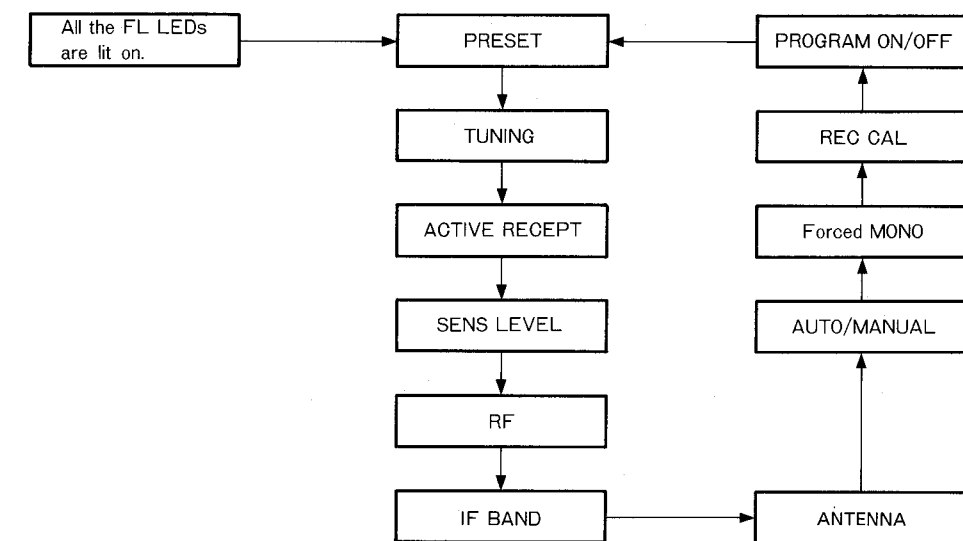 All the FL LEDs
are lit on.
PRESET
PROGRAM ON/OFF
TUNING
REC CAL
ACTIVE RECEPT
Forced MONO
SENS LEVEL
AUTO/MANUAL
RF
IF BAND
ANTENNA